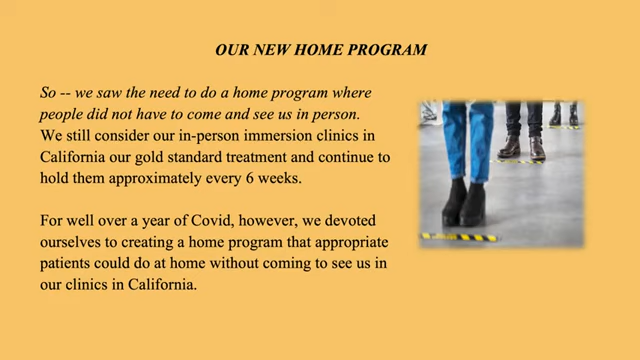 OUR NEW HOME PROGRAM
So -- we saw the need to do a home program where
people did not have to come and see us in person.
We still consider our in-person immersion clinics in
California our gold standard treatment and continue to
hold them approximately every 6 weeks.
For well over a year of Covid, however, we devoted
ourselves to creating a home program that appropriate
patients could do at home without coming to see us in
our clinics in California.